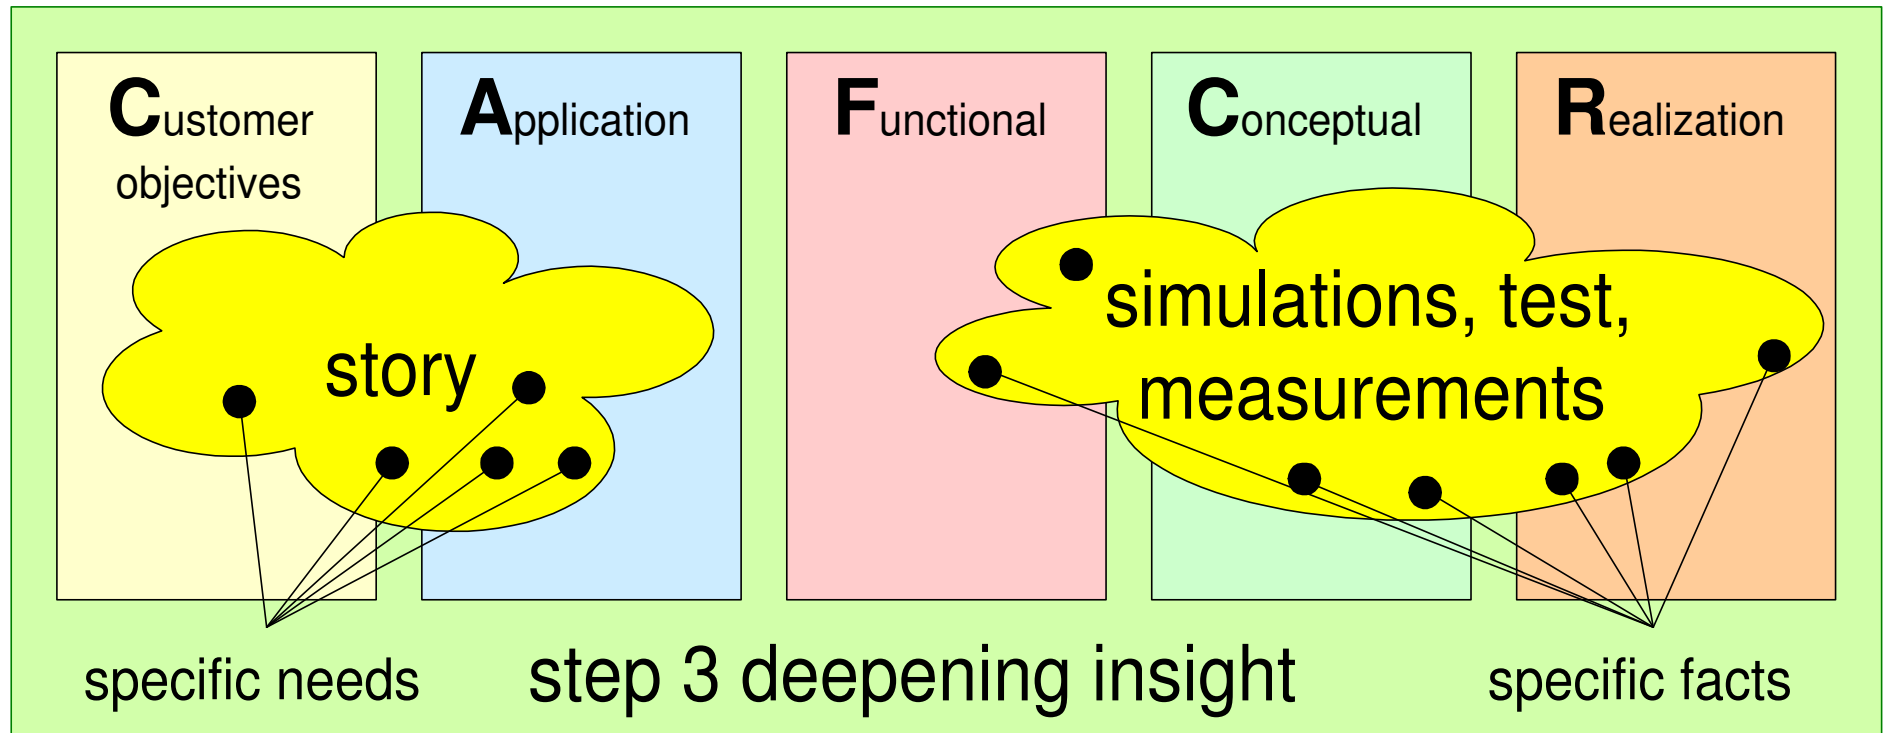 Customer
objectives
Application
Functional
Conceptual
Realization
story
simulations, test,
measurements
specific needs
step 3 deepening insight
specific facts